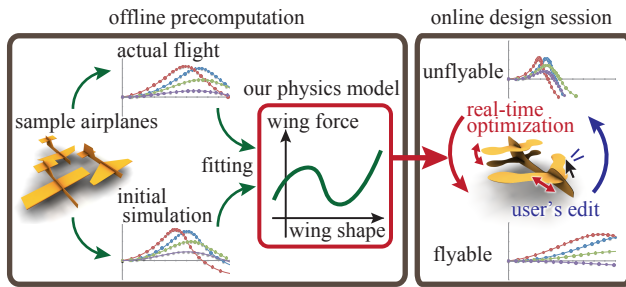 offline precomputation
actual flight
sample airplanes
initial
simulation
fitting
our physics model
wing force
wing shape
online design session
unflyable
real-time
optimization
user's edit
flyable